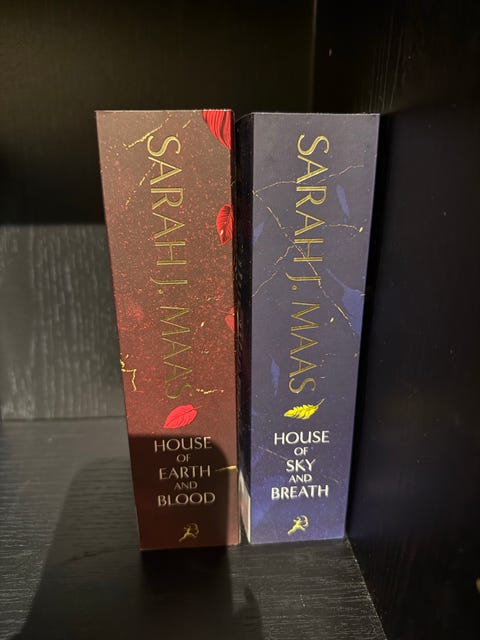 SARAH J. MAAS
HOUSE
OF
EARTH
AND
BLOOD
SARAH J. MAAS
HOUSE
OF
SKY
AND
BREATH